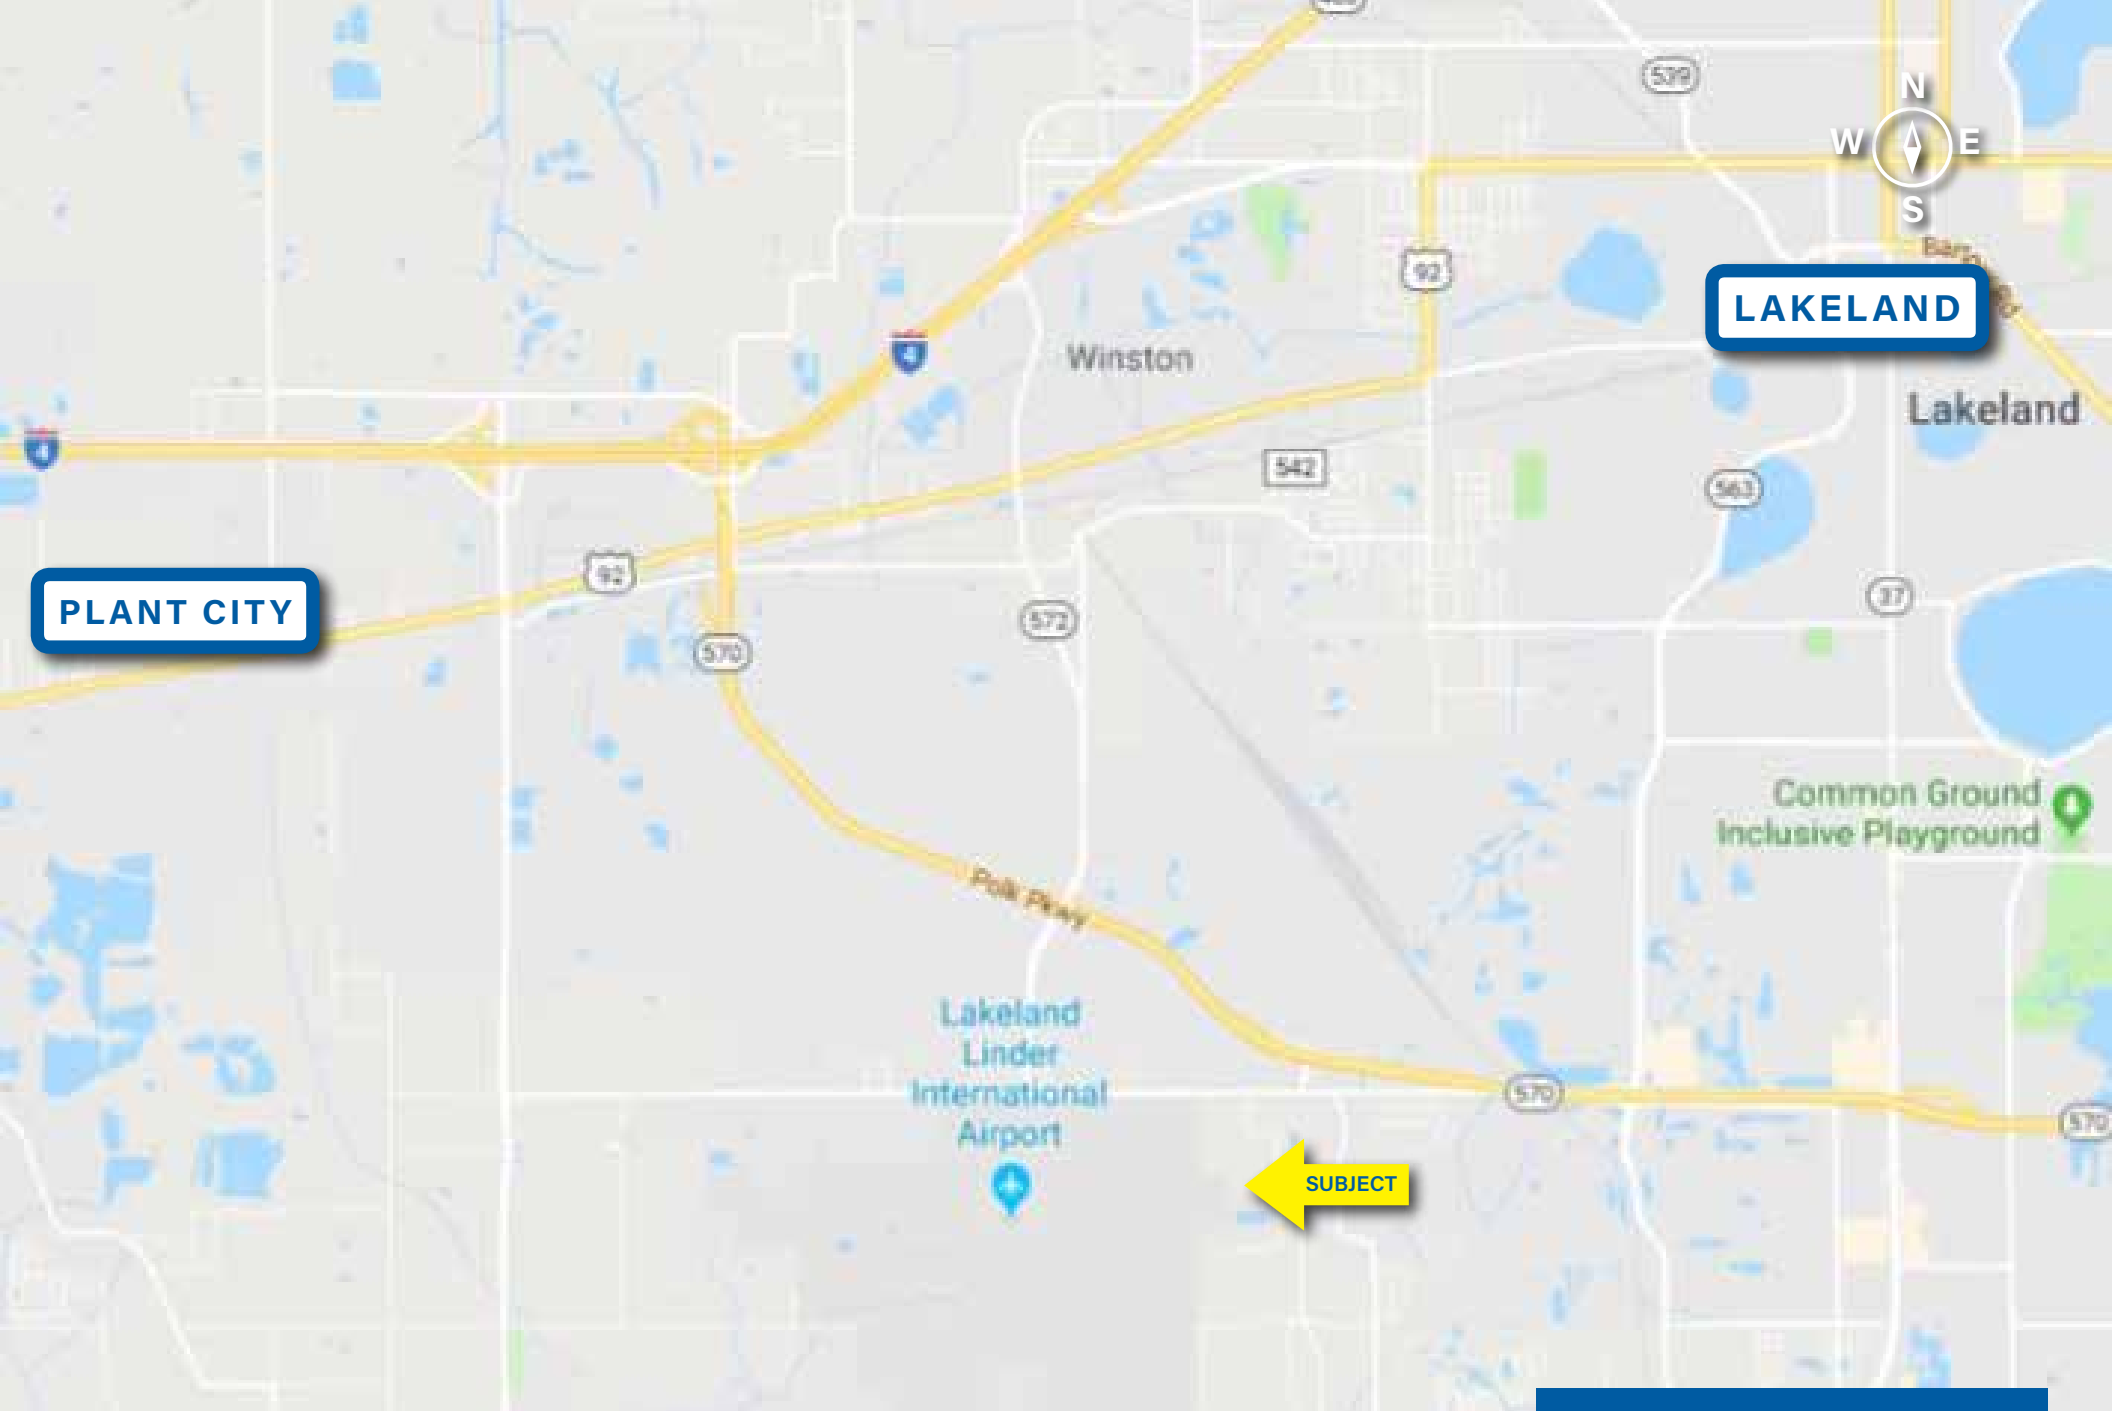 539
N
W
E
S
92
LAKELAND
4
Winston
Lakeland
4
542
563
92
PLANT CITY
37
572
570
Common Ground
Inclusive Playground
Polk Pkwy
Lakeland
Linder
International
Airport
570
570
SUBJECT